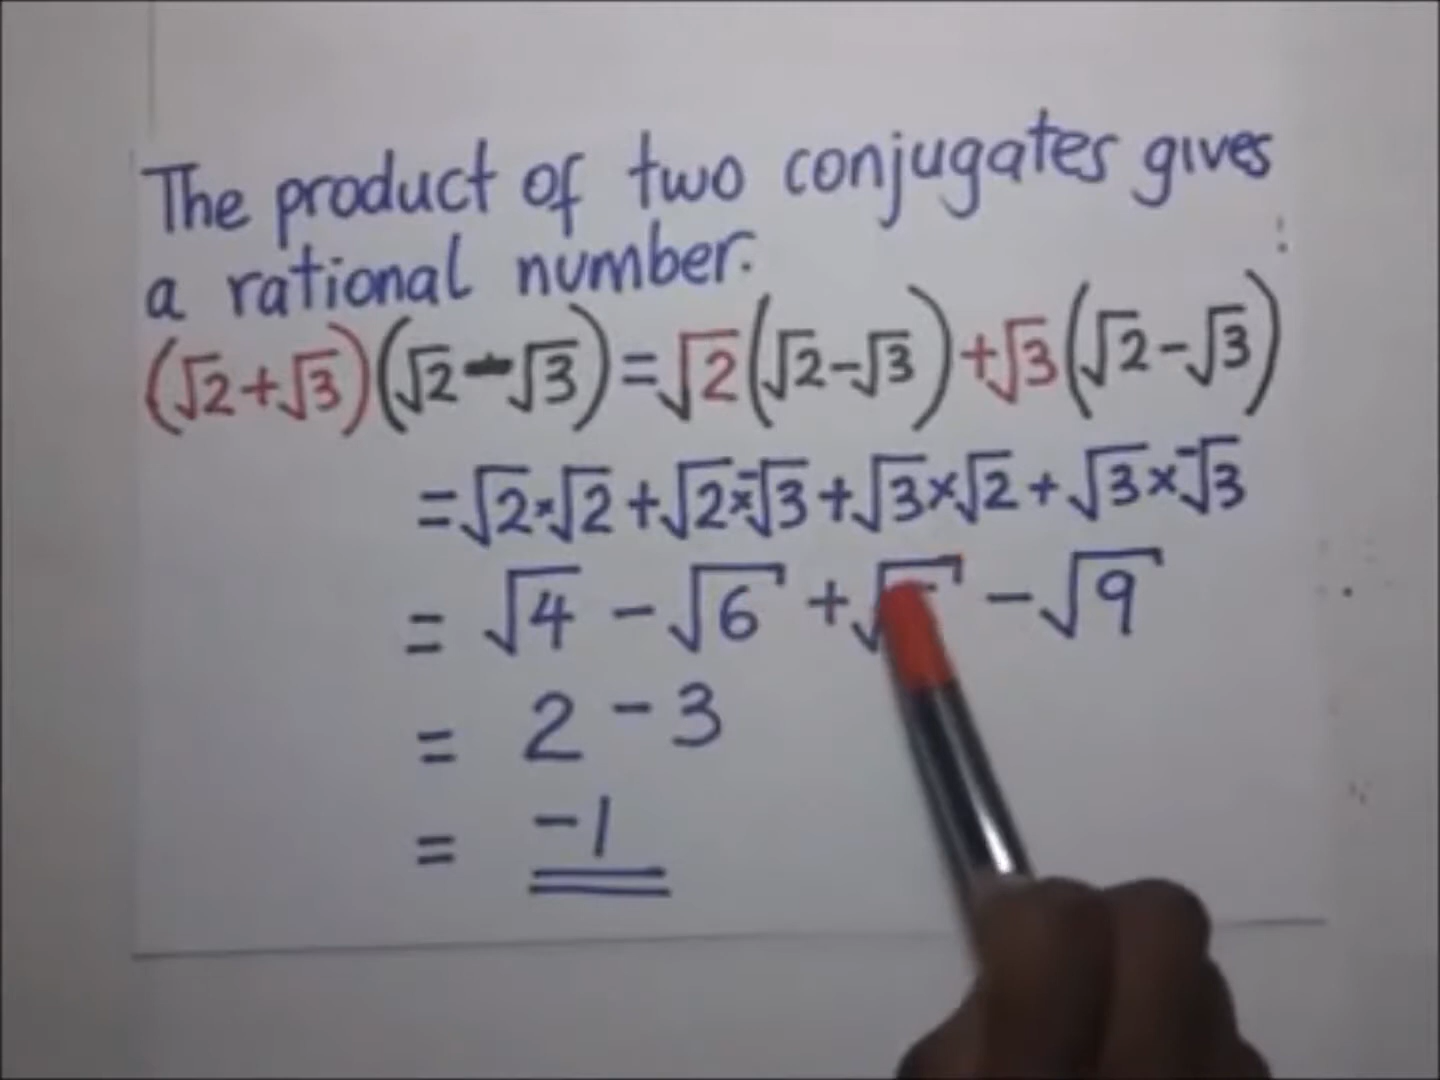 The product of two conjugates gives
a rational number.
(√2+√3)(√2-√3)=√2(√2-√3)+√3(√2-√3)
=√2×√2+√2×-√3+√3×√2+√3×-√3
= √4 - √6 +√ - √9
= 2 - 3
= -1